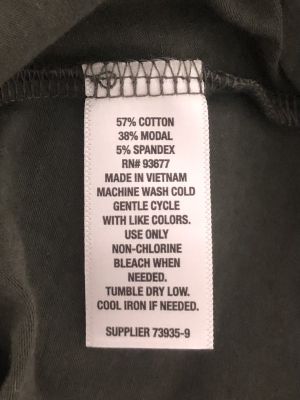 57% COTTON
38% MODAL
5% SPANDEX
RN# 93677
MADE IN VIETNAM
MACHINE WASH COLD
GENTLE CYCLE
WITH LIKE COLORS.
USE ONLY
NON-CHLORINE
BLEACH WHEN
NEEDED.
TUMBLE DRY LOW.
COOL IRON IF NEEDED.
SUPPLIER 73935-9